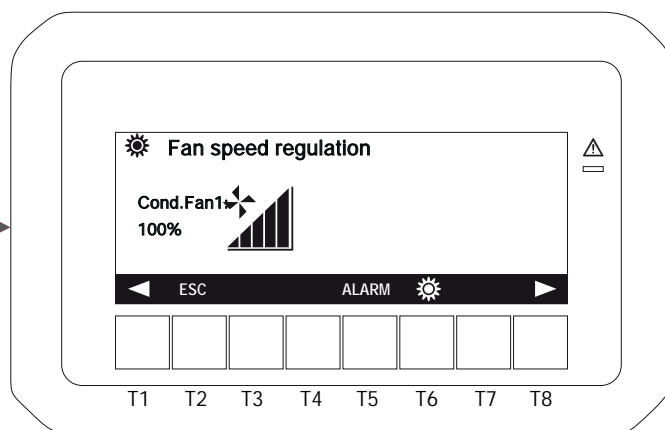 Fan speed regulation
Cond.Fan1
100%
ESC ALARM
T1 T2 T3 T4 T5 T6 T7 T8